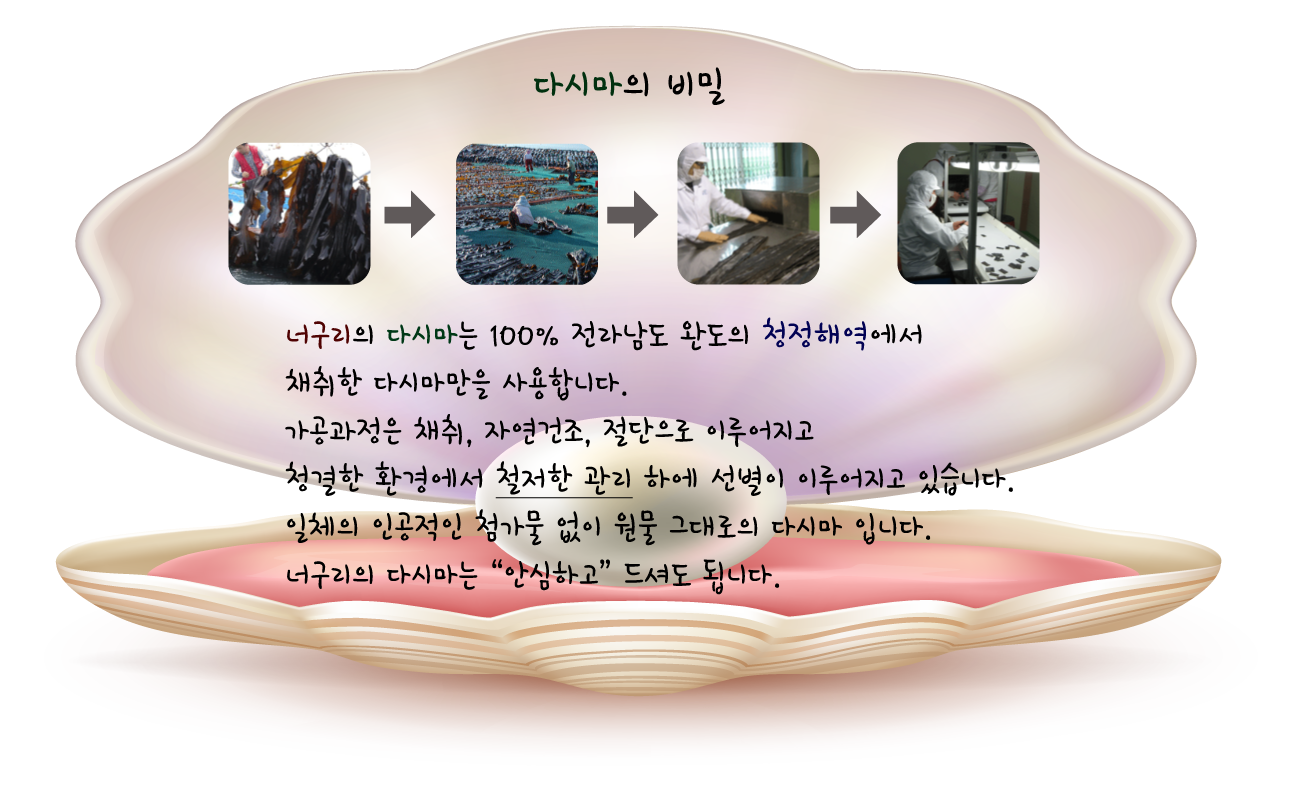 다시마의 비밀
너구리의 다시마는 100% 전라남도 완도의 청정해역에서
채취한 다시마만을 사용합니다.
가공과정은 채취, 자연건조, 절단으로 이루어지고
청결한 환경에서 철저한 관리 하에 선별이 이루어지고 있습니다.
일체의 인공적인 첨가물 없이 원물 그대로의 다시마 입니다.
너구리의 다시마는 “안심하고” 드셔도 됩니다.